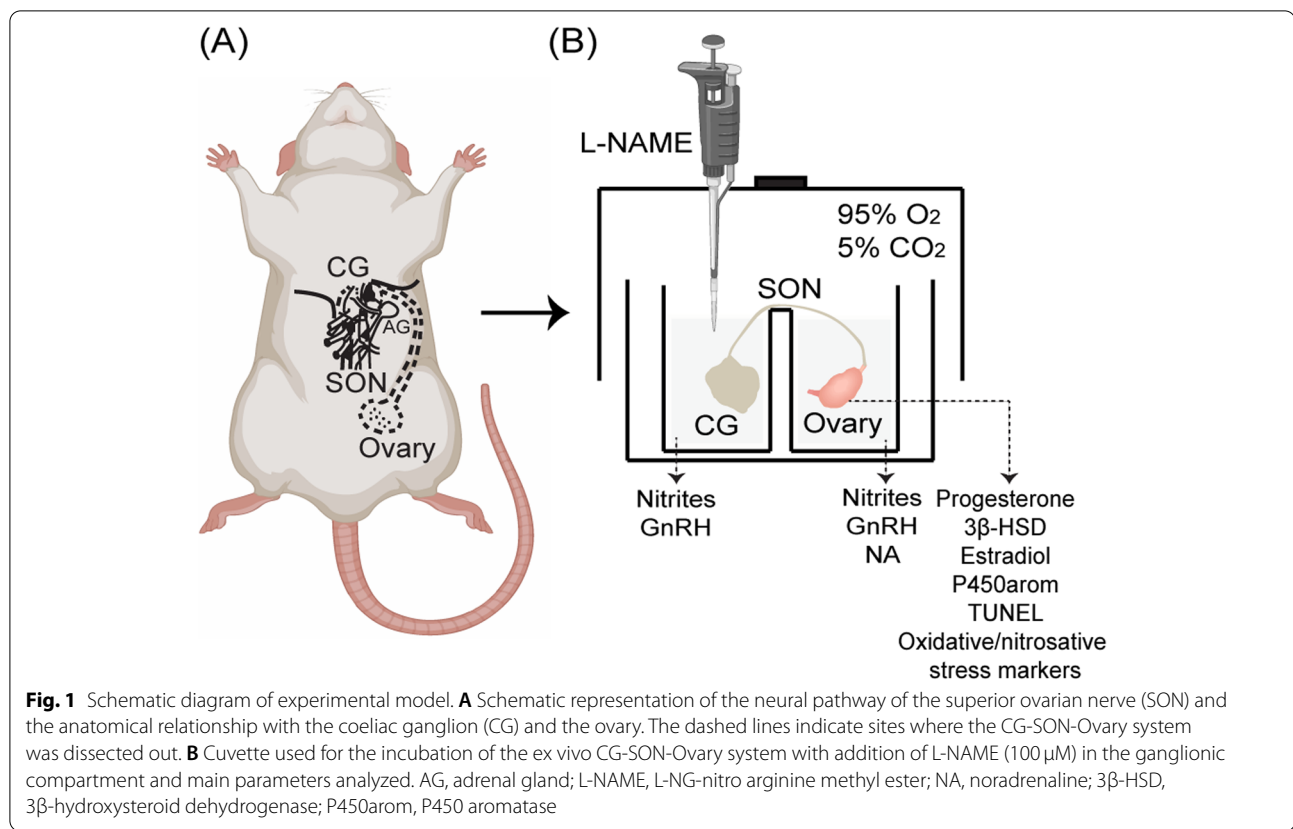 (A)
CG
AG
SON
Ovary
(B)
L-NAME
95% O₂
5% CO₂
SON
CG
Ovary
Nitrites
GnRH
Nitrites
GnRH
NA
Progesterone
3β-HSD
Estradiol
P450arom
TUNEL
Oxidative/nitrosative
stress markers
Fig. 1 Schematic diagram of experimental model. A Schematic representation of the neural pathway of the superior ovarian nerve (SON) and
the anatomical relationship with the coeliac ganglion (CG) and the ovary. The dashed lines indicate sites where the CG-SON-Ovary system
was dissected out. B Cuvette used for the incubation of the ex vivo CG-SON-Ovary system with addition of L-NAME (100 μM) in the ganglionic
compartment and main parameters analyzed. AG, adrenal gland; L-NAME, L-NG-nitro arginine methyl ester; NA, noradrenaline; 3β-HSD,
3β-hydroxysteroid dehydrogenase; P450arom, P450 aromatase